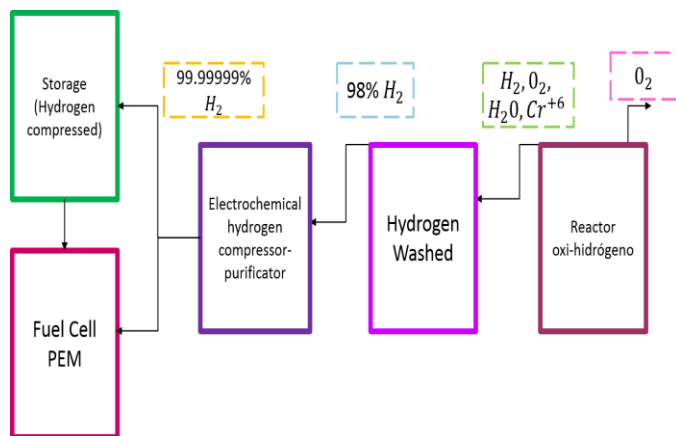 Storage
(Hydrogen
compressed)
99.99999%
H₂
98% H₂
H₂, O₂,
H₂0, Cr⁺⁶
O₂
Electrochemical
hydrogen
compressor-
purificator
Hydrogen
Washed
Reactor
oxi-hidrógeno
Fuel Cell
PEM